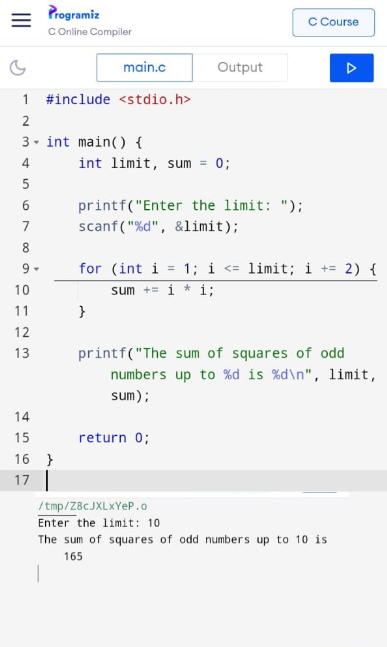 Programiz
C Online Compiler
C Course
main.c
Output
1 #include <stdio.h>
2
3 int main() {
4 int limit, sum = 0;
5
6 printf("Enter the limit: ");
7 scanf("%d", &limit);
8
9 for (int i = 1; i <= limit; i += 2) {
10 sum += i * i;
11 }
12
13 printf("The sum of squares of odd
numbers up to %d is %d\n", limit,
sum);
14
15 return 0;
16 }
17
/tmp/Z8cJXLxYeP.o
Enter the limit: 10
The sum of squares of odd numbers up to 10 is
165